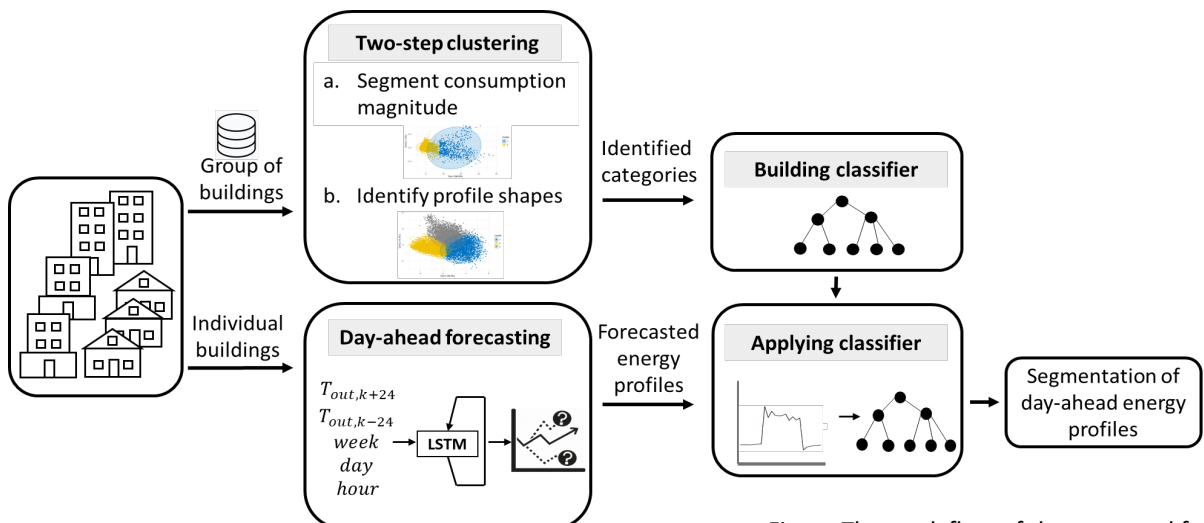 Two-step clustering
a. Segment consumption
magnitude
b. Identify profile shapes
Group of
buildings
Identified
categories
Building classifier
Individual
buildings
Day-ahead forecasting
T_{out,k+24}
T_{out,k-24}
week
day
hour
LSTM
?
?
Forecasted
energy
profiles
Applying classifier
Segmentation of
day-ahead energy
profiles